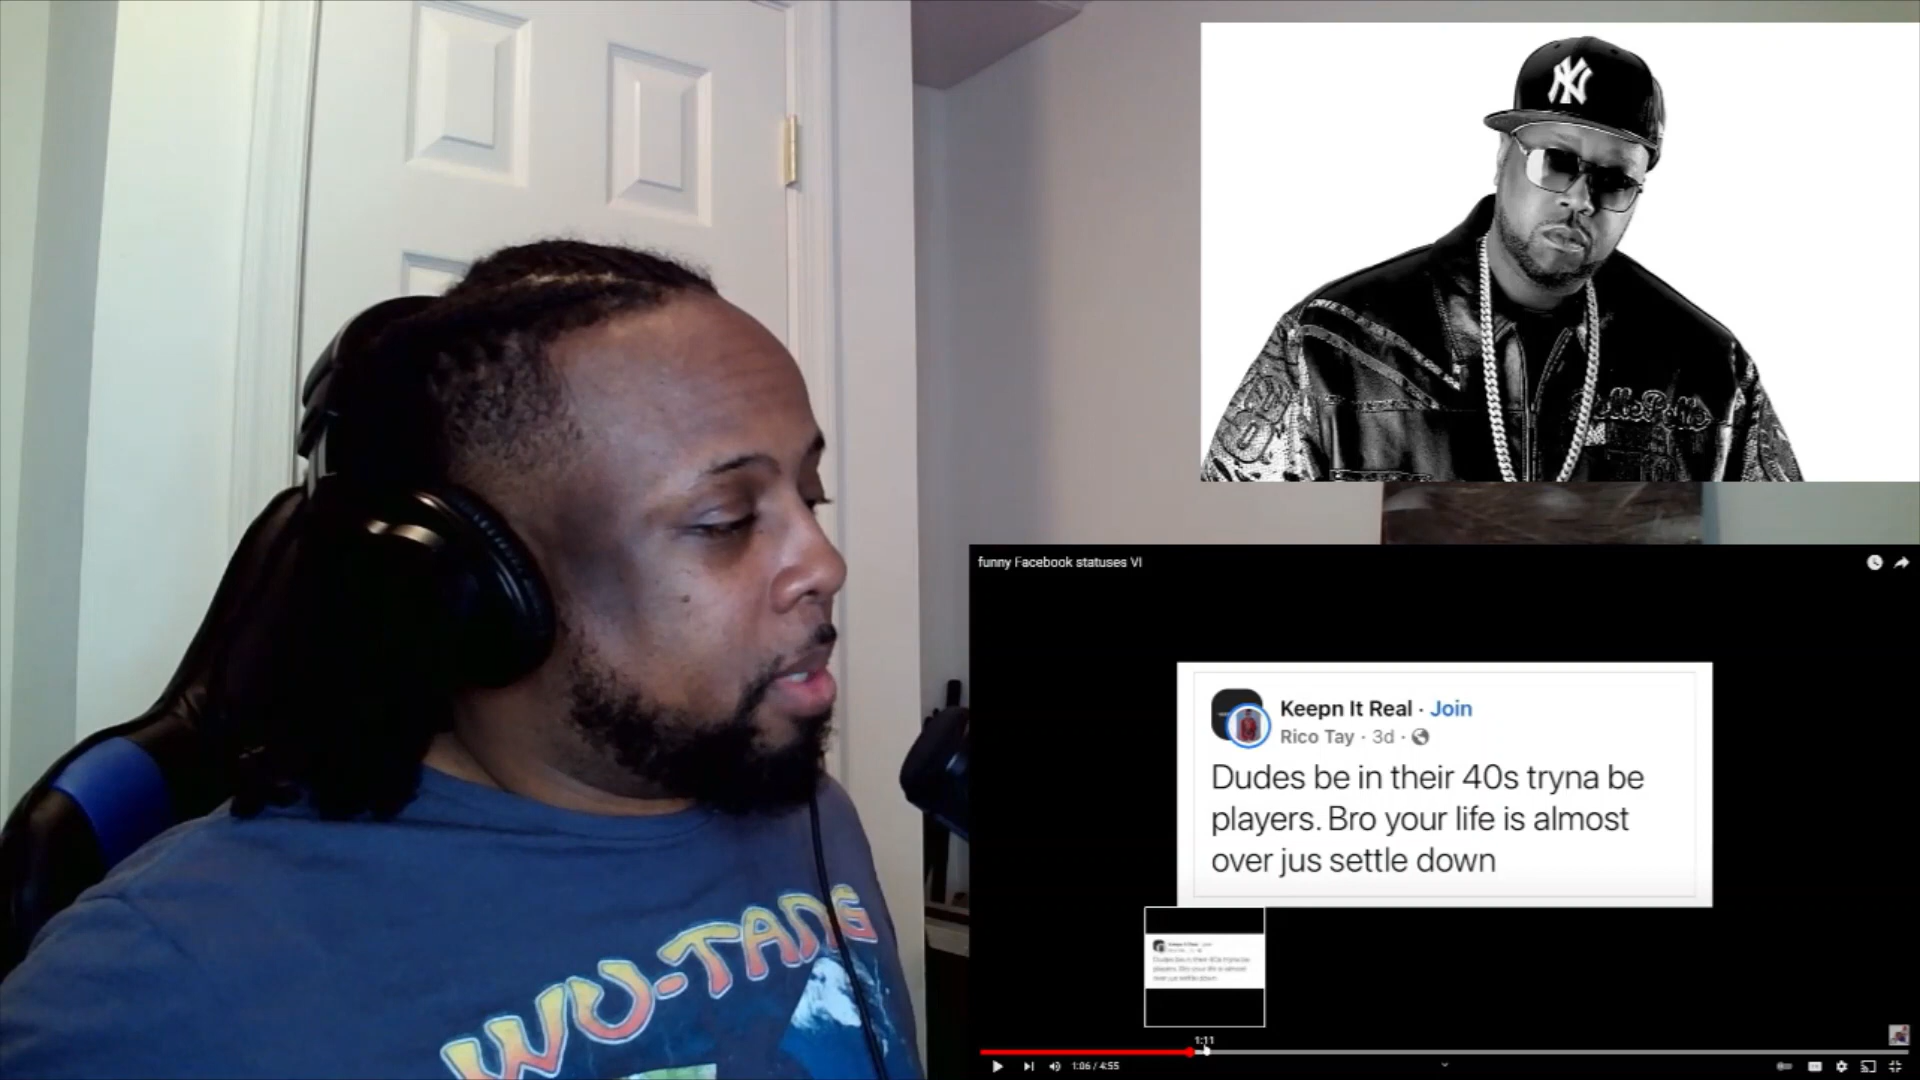 NY
funny Facebook statuses VI
Keepn It Real · Join
Rico Tay · 3d ·
Dudes be in their 40s tryna be
players. Bro your life is almost
over jus settle down
WU-TANG
1:11
1:06 / 4:55